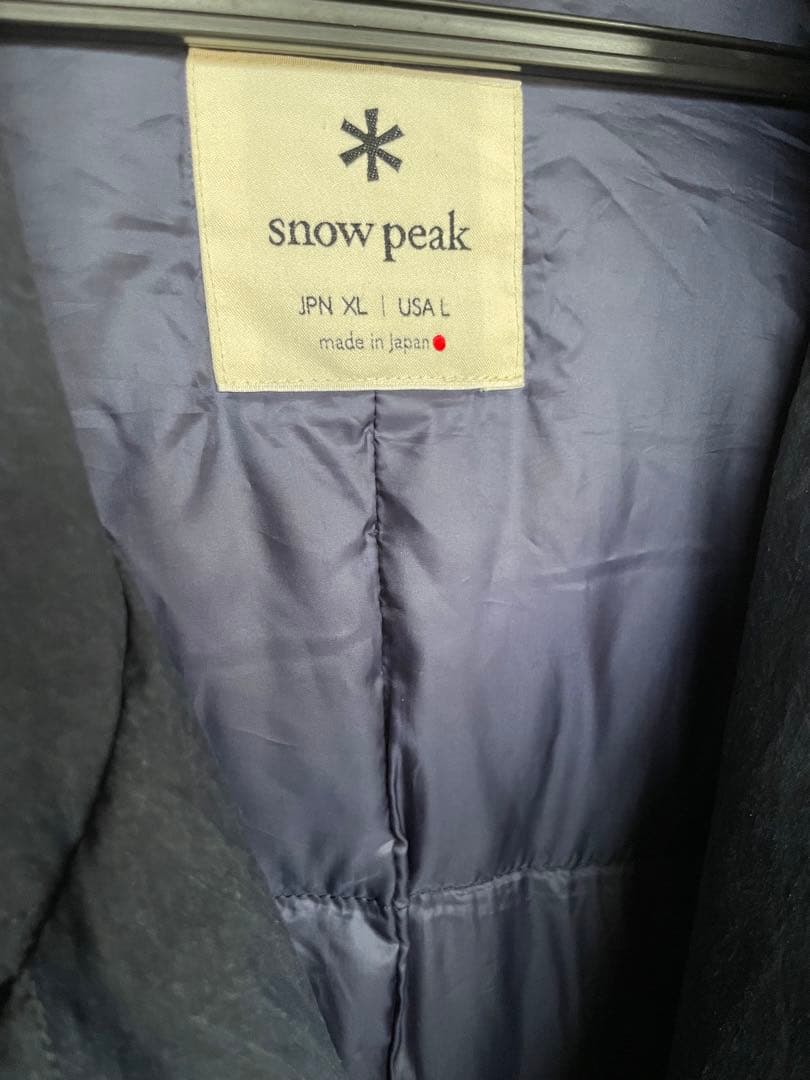 snow peak
JPN XL | USA L
made in Japan